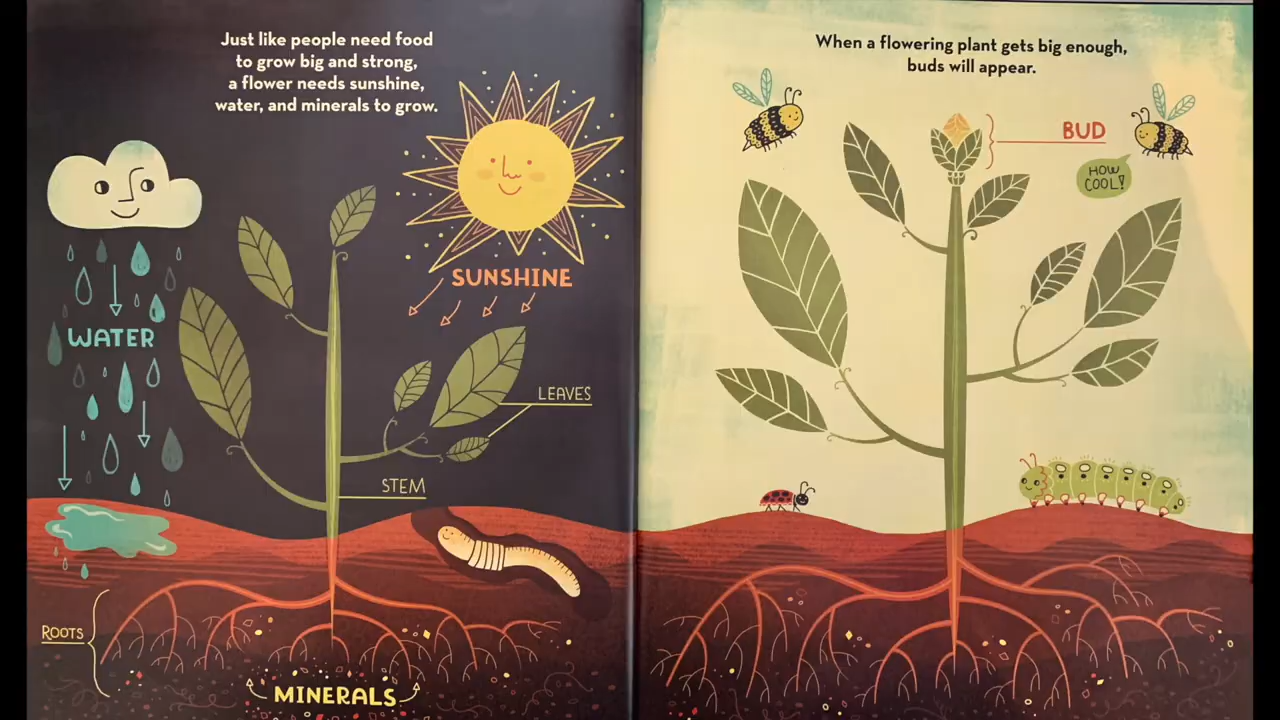 Just like people need food
to grow big and strong,
a flower needs sunshine,
water, and minerals to grow.
SUNSHINE
WATER
LEAVES
STEM
ROOTS
MINERALS
When a flowering plant gets big enough,
buds will appear.
BUD
HOW
COOL!